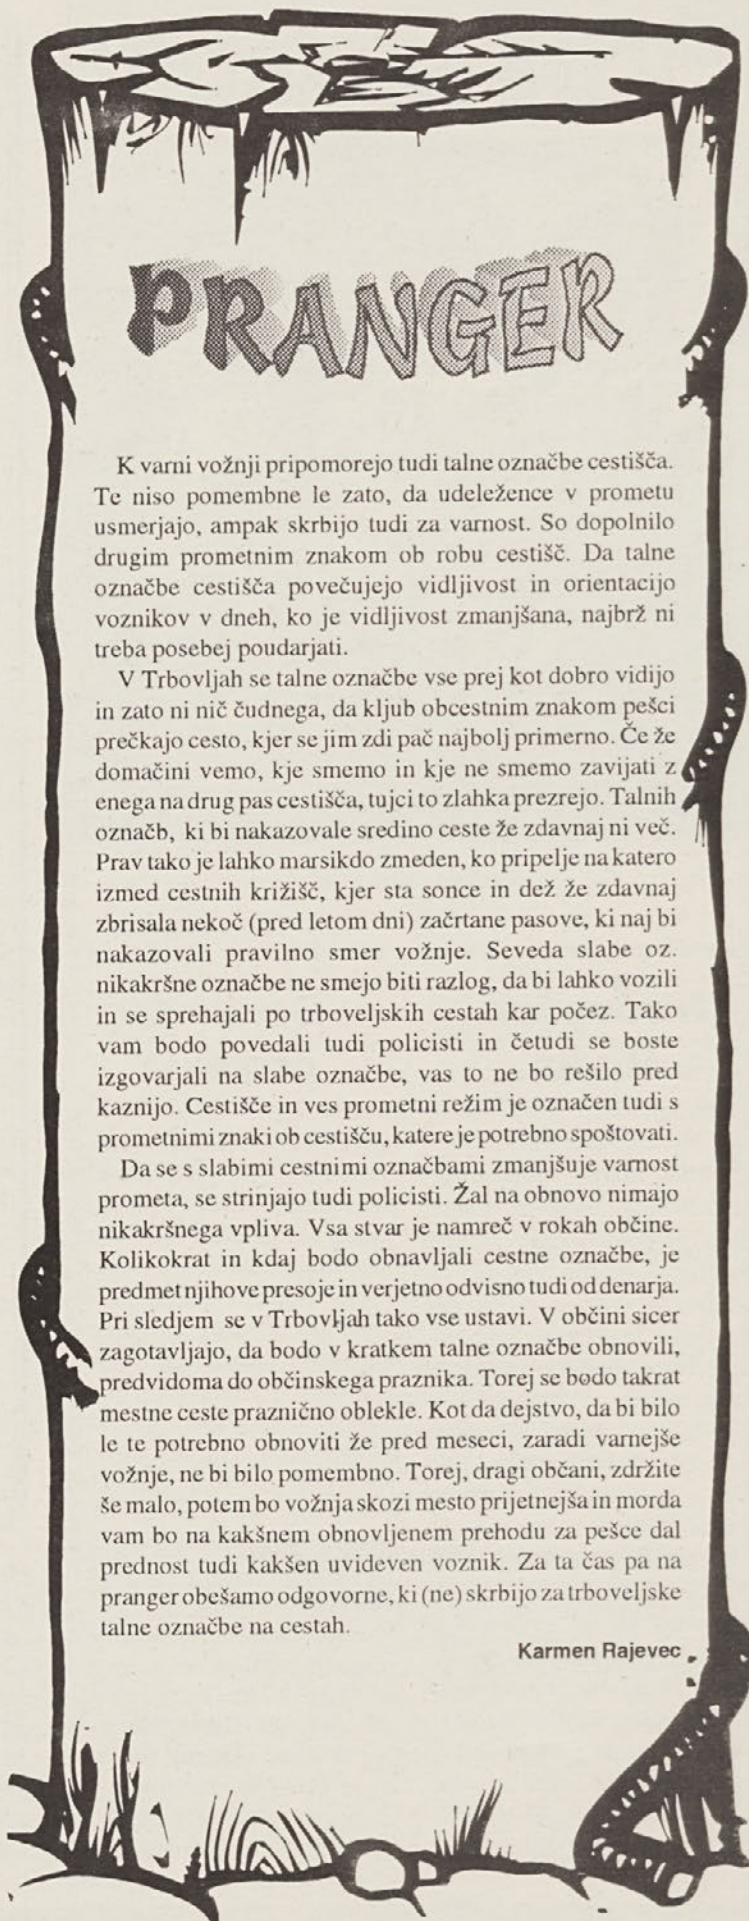 PRANGER
K varni vožnji pripomorejo tudi talne označbe cestišča.
Te niso pomembne le zato, da udeležence v prometu
usmerjajo, ampak skrbijo tudi za varnost. So dopolnilo
drugim prometnim znakom ob robu cestišč. Da talne
označbe cestišča povečujejo vidljivost in orientacijo
voznikov v dneh, ko je vidljivost zmanjšana, najbrž ni
treba posebej poudarjati.
V Trbovljah se talne označbe vse prej kot dobro vidijo
in zato ni nič čudnega, da kljub obcestnim znakom pešci
prečkajo cesto, kjer se jim zdi pač najbolj primerno. Če že
domačini vemo, kje smemo in kje ne smemo zavijati z
enega na drug pas cestišča, tujci to zlahka prezrejo. Talnih
označb, ki bi nakazovale sredino ceste že zdavnaj ni več.
Prav tako je lahko marsikdo zmeden, ko pripelje na katero
izmed cestnih križišč, kjer sta sonce in dež že zdavnaj
zbrisala nekoč (pred letom dni) začrtane pasove, ki naj bi
nakazovali pravilno smer vožnje. Seveda slabe oz.
nikakršne označbe ne smejo biti razlog, da bi lahko vozili
in se sprehajali po trboveljskih cestah kar počez. Tako
vam bodo povedali tudi policisti in četudi se boste
izgovarjali na slabe označbe, vas to ne bo rešilo pred
kaznijo. Cestišče in ves prometni režim je označen tudi s
prometnimi znaki ob cestišču, katere je potrebno spoštovati.
Da se s slabimi cestnimi označbami zmanjšuje varnost
prometa, se strinjajo tudi policisti. Žal na obnovo nimajo
nikakršnega vpliva. Vsa stvar je namreč v rokah občine.
Kolikokrat in kdaj bodo obnavljali cestne označbe, je
predmet njihove presoje in verjetno odvisno tudi od denarja.
Pri sledjem se v Trbovljah tako vse ustavi. V občini sicer
zagotavljajo, da bodo v kratkem talne označbe obnovili,
predvidoma do občinskega praznika. Torej se bodo takrat
mestne ceste praznično oblekle. Kot da dejstvo, da bi bilo
le te potrebno obnoviti že pred meseci, zaradi varnejše
vožnje, ne bi bilo pomembno. Torej, dragi občani, zdržite
še malo, potem bo vožnja skozi mesto prijetnejša in morda
vam bo na kakšnem obnovljenem prehodu za pešce dal
prednost tudi kakšen uvideven voznik. Za ta čas pa na
pranger obešamo odgovorne, ki (ne) skrbijo za trboveljske
talne označbe na cestah.
Karmen Rajevec